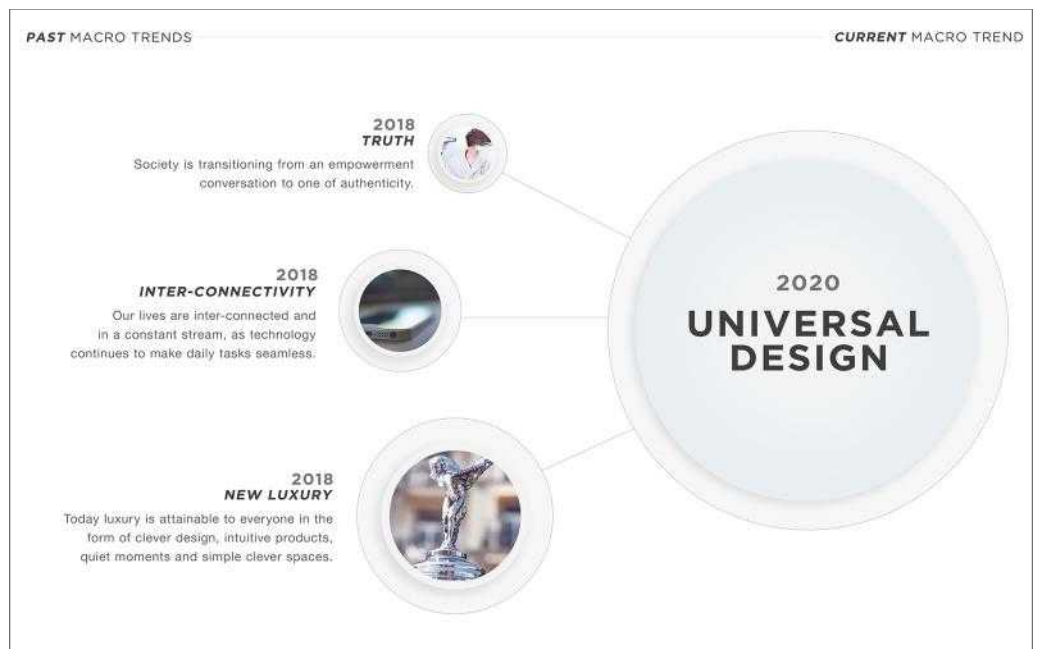 PAST MACRO TRENDS
CURRENT MACRO TREND
2018
TRUTH
Society is transitioning from an empowerment
conversation to one of authenticity.
2018
INTER-CONNECTIVITY
Our lives are inter-connected and
in a constant stream, as technology
continues to make daily tasks seamless.
2018
NEW LUXURY
Today luxury is attainable to everyone in the
form of clever design, intuitive products,
quiet moments and simple clever spaces.
2020
UNIVERSAL
DESIGN